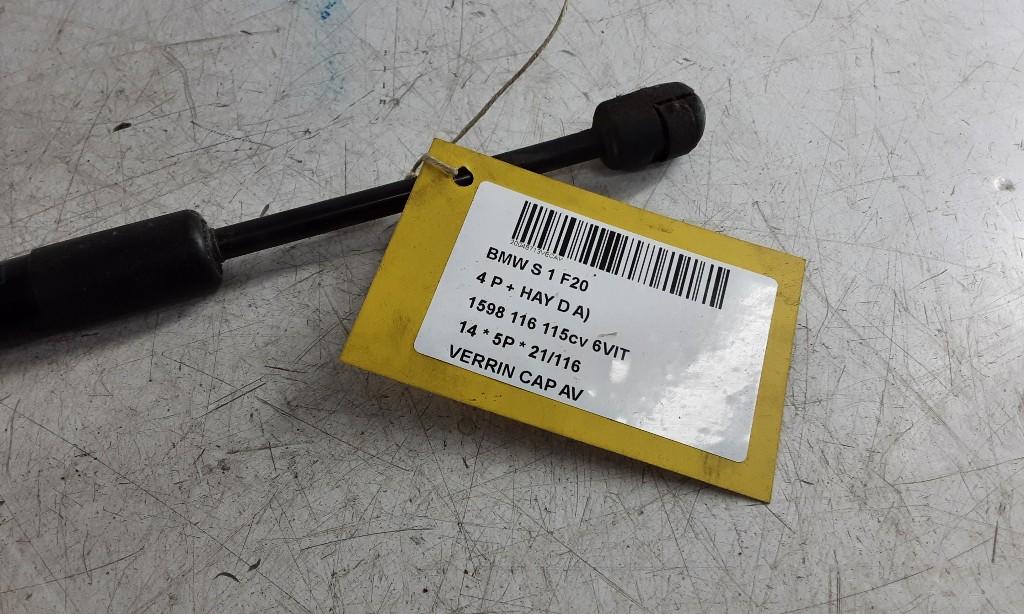 BMW S 1 F20
4 P + HAY D A)
1598 116 115cv 6VIT
14 * 5P * 21/116
VERRIN CAP AV